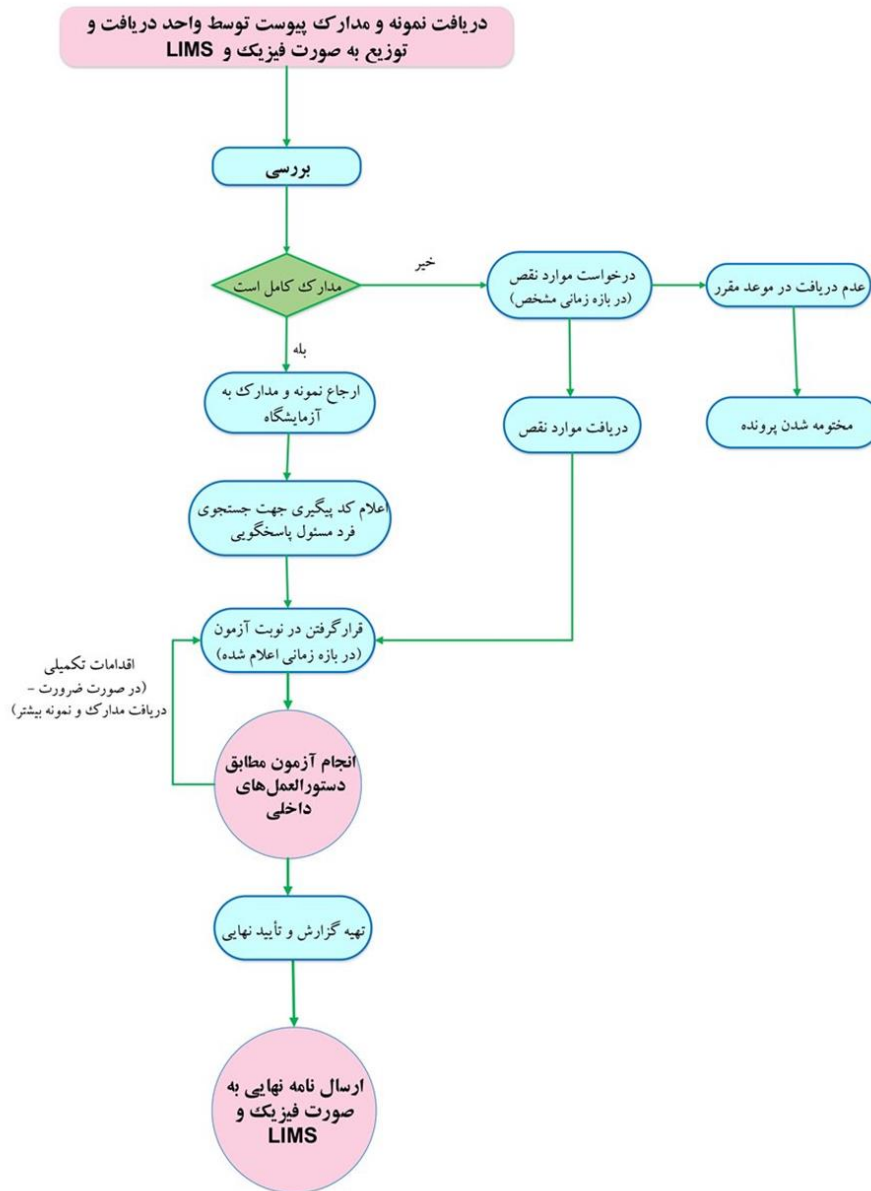 دریافت نمونه و مدارک پیوست توسط واحد دریافت و
توزیع به صورت فیزیک و LIMS
بررسی
مدارک کامل است
خیر
درخواست موارد نقص
(در بازه زمانی مشخص)
عدم دریافت در موعد مقرر
بله
ارجاع نمونه و مدارک به
آزمایشگاه
دریافت موارد نقص
مختومه شدن پرونده
اعلام کد پیگیری جهت جستجوی
فرد مسئول پاسخگویی
قرارگرفتن در نوبت آزمون
(در بازه زمانی اعلام شده)
اقدامات تکمیلی
(در صورت ضرورت –
دریافت مدارک و نمونه بیشتر)
انجام آزمون مطابق
دستورالعمل‌های
داخلی
تهیه گزارش و تأیید نهایی
ارسال نامه نهایی به
صورت فیزیک و
LIMS